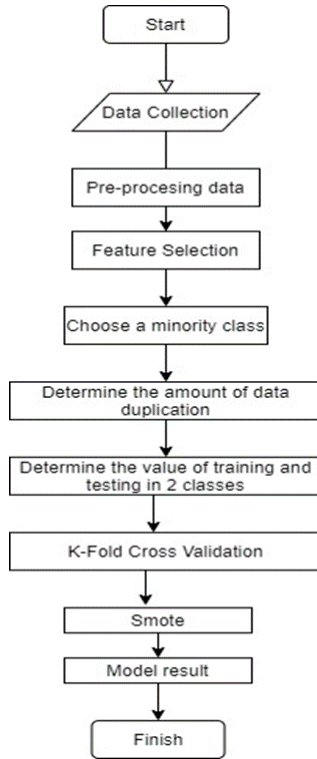 Start
Data Collection
Pre-procesing data
Feature Selection
Choose a minority class
Determine the amount of data
duplication
Determine the value of training and
testing in 2 classes
K-Fold Cross Validation
Smote
Model result
Finish